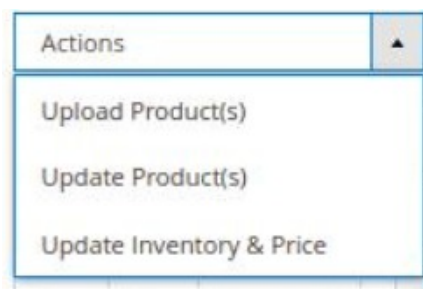 Actions
Upload Product(s)
Update Product(s)
Update Inventory & Price